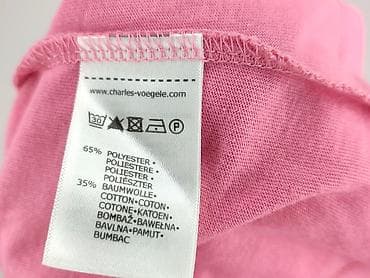 www.charles-voegele.com
30 P
65% POLYESTER•
POLIESTERE•
POLIESTER•
POLIÉSZTER
35% BAUMWOLLE•
COTTON•COTON•
COTONE•KATOEN•
BOMBAŽ•BAWEŁNA•
BAVLNA•PAMUT•
BUMBAC